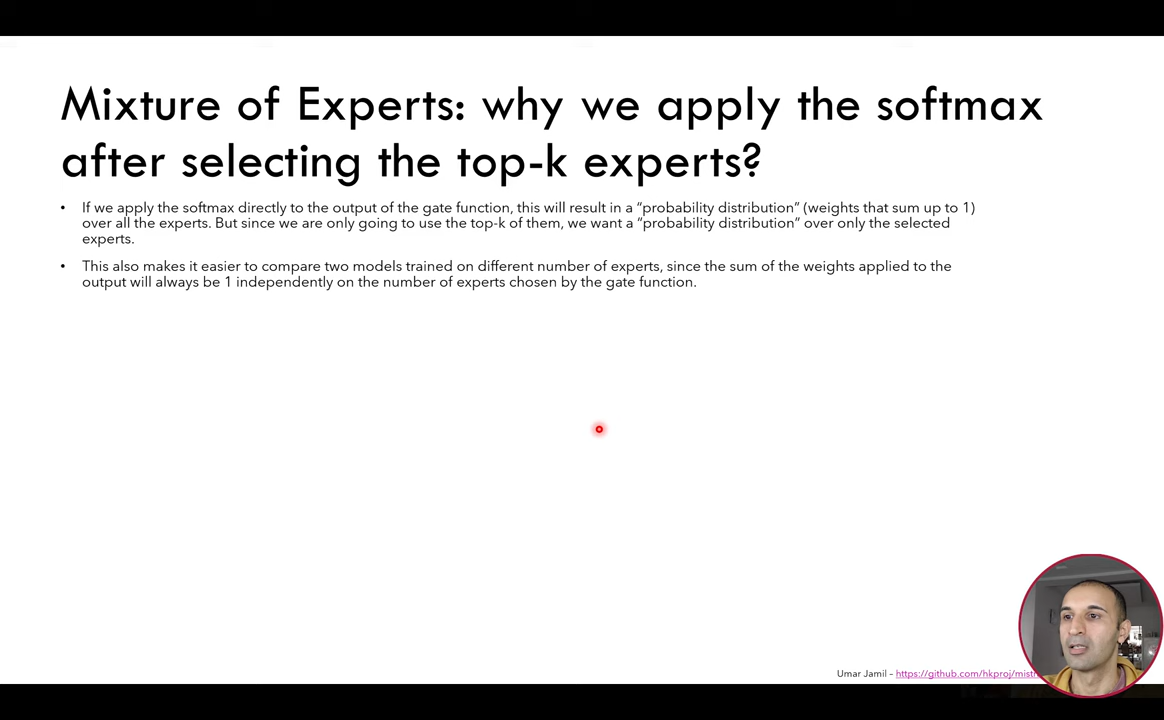 Mixture of Experts: why we apply the softmax
after selecting the top-k experts?
• If we apply the softmax directly to the output of the gate function, this will result in a “probability distribution” (weights that sum up to 1)
over all the experts. But since we are only going to use the top-k of them, we want a “probability distribution” over only the selected
experts.
• This also makes it easier to compare two models trained on different number of experts, since the sum of the weights applied to the
output will always be 1 independently on the number of experts chosen by the gate function.
Umar Jamil – https://github.com/hkproj/mist